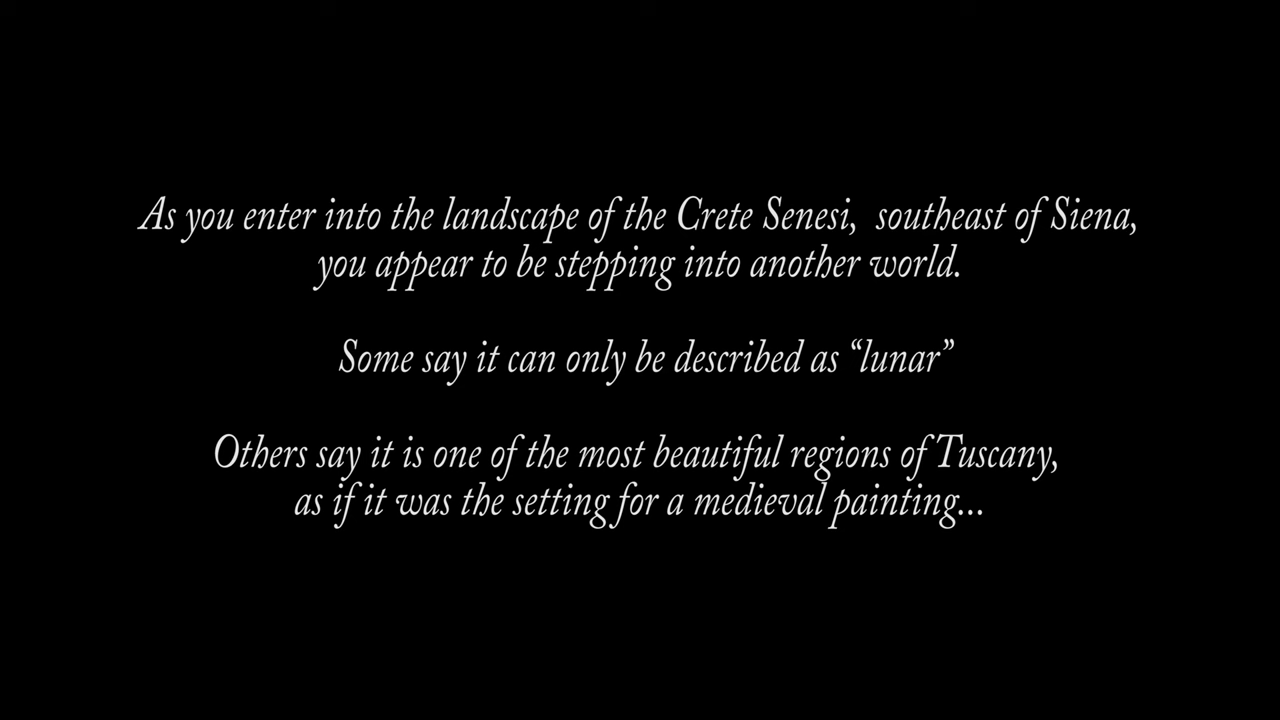 As you enter into the landscape of the Crete Senesi,  southeast of Siena,
you appear to be stepping into another world.
Some say it can only be described as “lunar”
Others say it is one of the most beautiful regions of Tuscany,
as if it was the setting for a medieval painting...